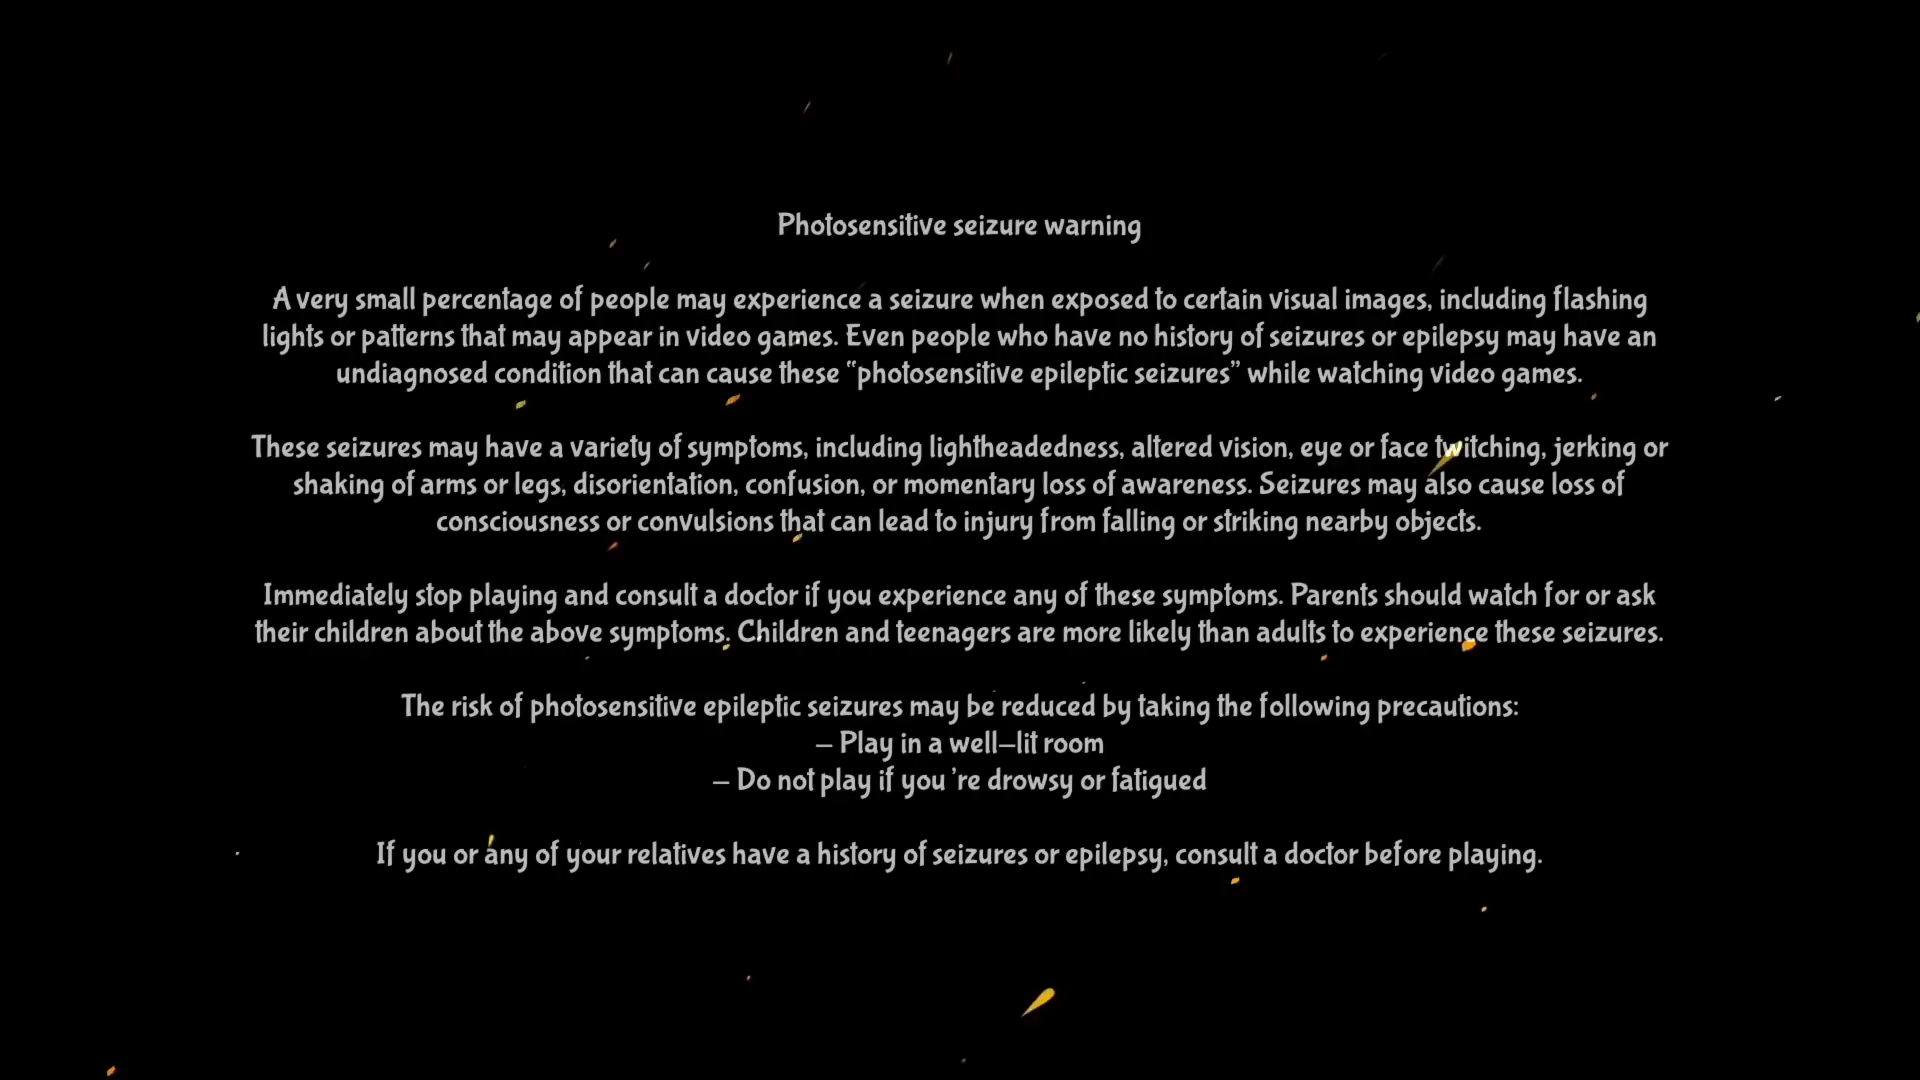 Photosensitive seizure warning
A very small percentage of people may experience a seizure when exposed to certain visual images, including flashing
lights or patterns that may appear in video games. Even people who have no history of seizures or epilepsy may have an
undiagnosed condition that can cause these “photosensitive epileptic seizures” while watching video games.
These seizures may have a variety of symptoms, including lightheadedness, altered vision, eye or face twitching, jerking or
shaking of arms or legs, disorientation, confusion, or momentary loss of awareness. Seizures may also cause loss of
consciousness or convulsions that can lead to injury from falling or striking nearby objects.
Immediately stop playing and consult a doctor if you experience any of these symptoms. Parents should watch for or ask
their children about the above symptoms. Children and teenagers are more likely than adults to experience these seizures.
The risk of photosensitive epileptic seizures may be reduced by taking the following precautions:
– Play in a well–lit room
– Do not play if you ’re drowsy or fatigued
If you or any of your relatives have a history of seizures or epilepsy, consult a doctor before playing.